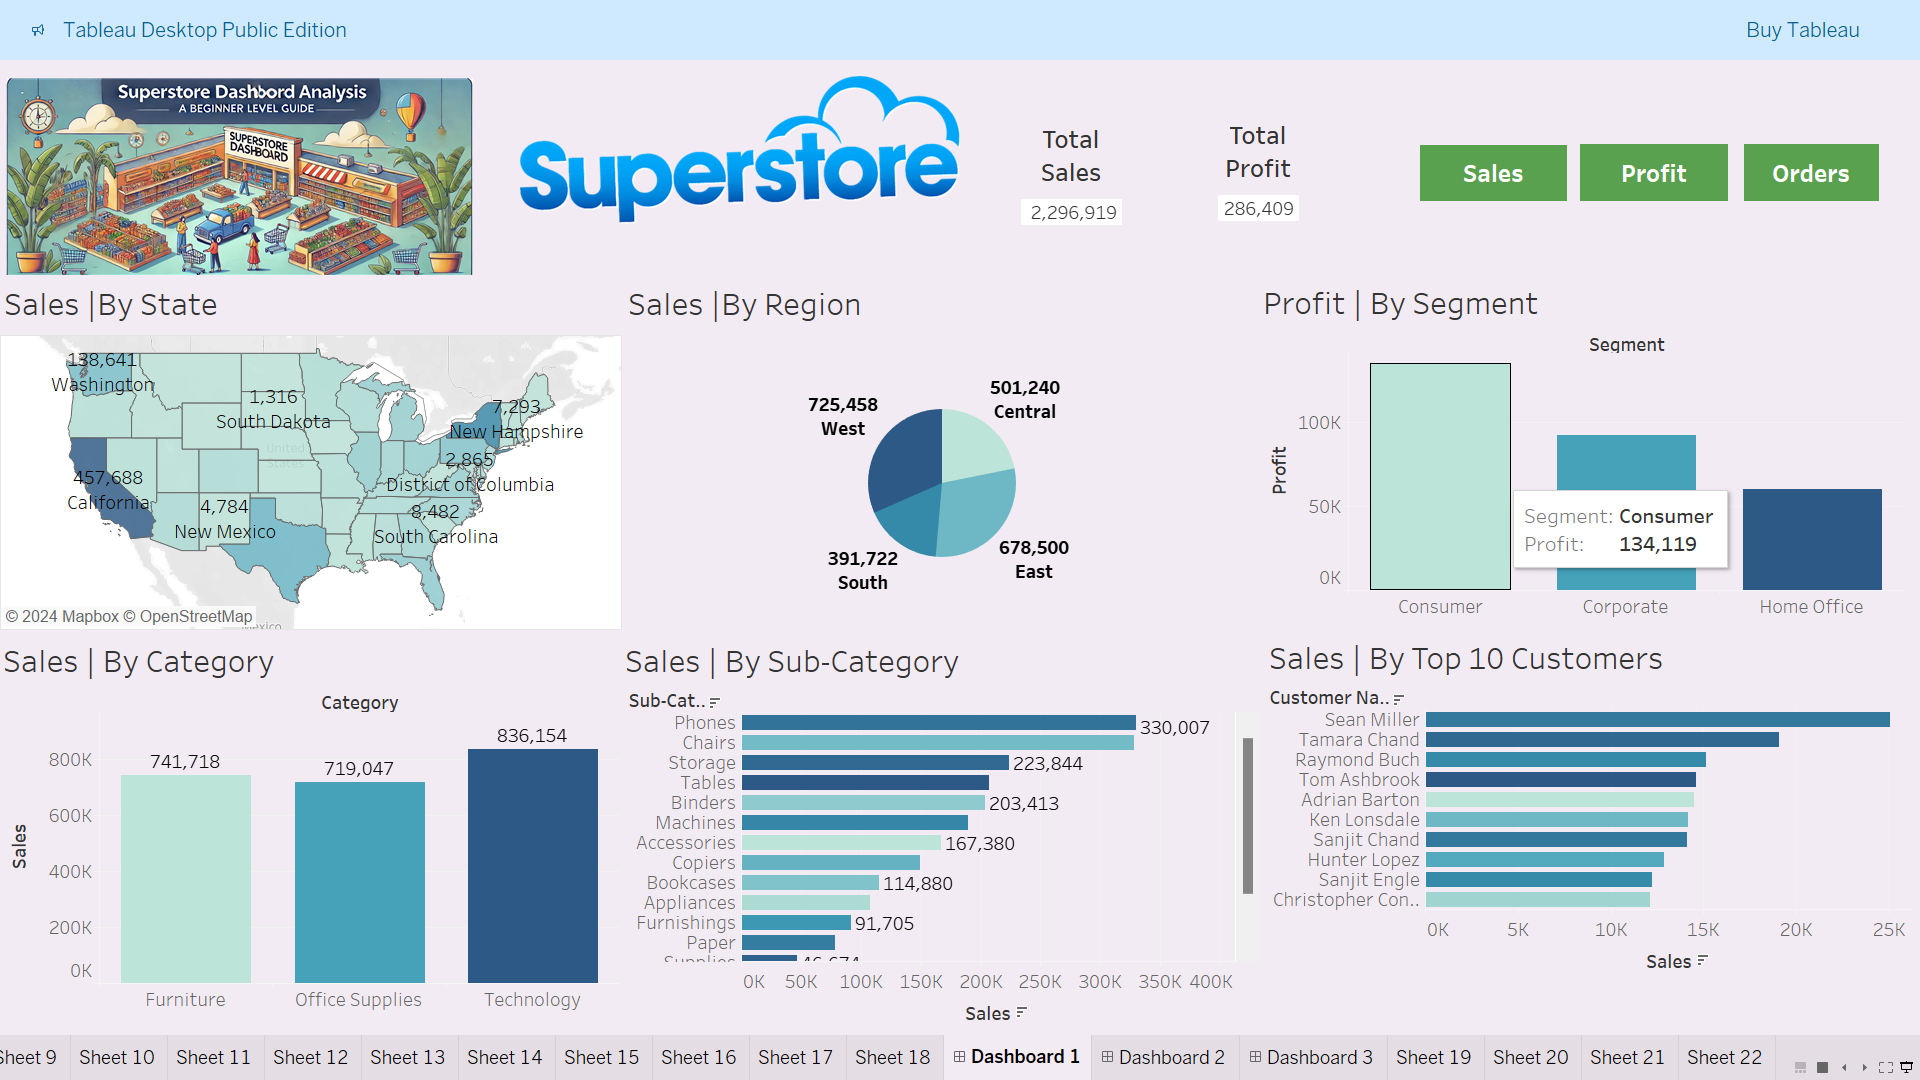 Tableau Desktop Public Edition
Buy Tableau
Superstore Dashbord Analysis
A BEGINNER LEVEL GUIDE
SUPERSTORE
DASHBOARD
Superstore
Total
Sales
2,296,919
Total
Profit
286,409
Sales
Profit
Orders
Sales |By State
138,641
Washington
1,316
South Dakota
7,293
New Hampshire
2,865
District of Columbia
457,688
California
4,784
New Mexico
8,482
South Carolina
United
States
Mexico
© 2024 Mapbox © OpenStreetMap
Sales |By Region
501,240
Central
725,458
West
678,500
East
391,722
South
Profit | By Segment
Segment
Profit
100K
50K
0K
Segment: Consumer
Profit: 134,119
Consumer
Corporate
Home Office
Sales | By Category
Category
Sales
800K
600K
400K
200K
0K
741,718
719,047
836,154
Furniture
Office Supplies
Technology
Sales | By Sub-Category
Sub-Cat..
Phones 330,007
Chairs
Storage 223,844
Tables
Binders 203,413
Machines
Accessories 167,380
Copiers
Bookcases 114,880
Appliances
Furnishings 91,705
Paper
Supplies 46,674
0K 50K 100K 150K 200K 250K 300K 350K 400K
Sales
Sales | By Top 10 Customers
Customer Na..
Sean Miller
Tamara Chand
Raymond Buch
Tom Ashbrook
Adrian Barton
Ken Lonsdale
Sanjit Chand
Hunter Lopez
Sanjit Engle
Christopher Con..
0K 5K 10K 15K 20K 25K
Sales
Sheet 9 Sheet 10 Sheet 11 Sheet 12 Sheet 13 Sheet 14 Sheet 15 Sheet 16 Sheet 17 Sheet 18 Dashboard 1 Dashboard 2 Dashboard 3 Sheet 19 Sheet 20 Sheet 21 Sheet 22